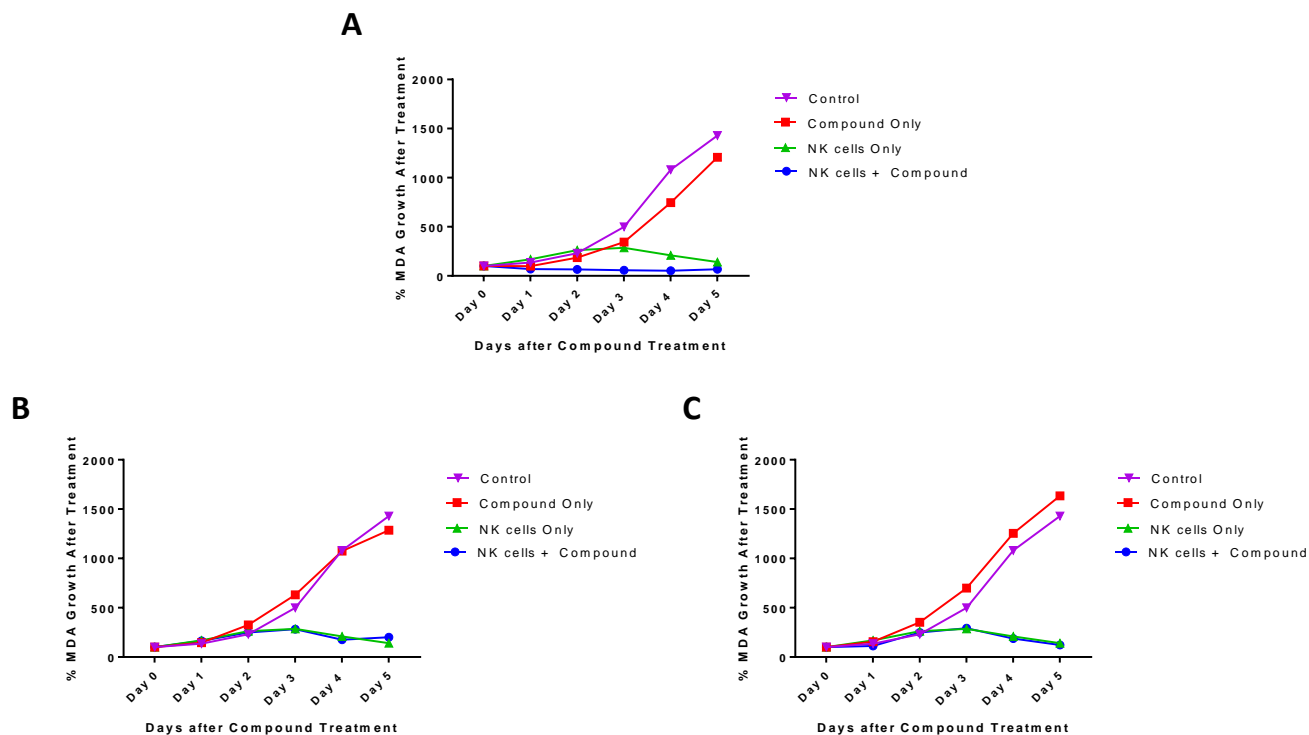 A
% MDA Growth After Treatment
2000
1500
1000
500
0
Day 0
Day 1
Day 2
Day 3
Day 4
Day 5
Days after Compound Treatment
Control
Compound Only
NK cells Only
NK cells + Compound
B
% MDA Growth After Treatment
2000
1500
1000
500
0
Day 0
Day 1
Day 2
Day 3
Day 4
Day 5
Days after Compound Treatment
Control
Compound Only
NK cells Only
NK cells + Compound
C
% MDA Growth After Treatment
2000
1500
1000
500
0
Day 0
Day 1
Day 2
Day 3
Day 4
Day 5
Days after Compound Treatment
Control
Compound Only
NK cells Only
NK cells + Compound